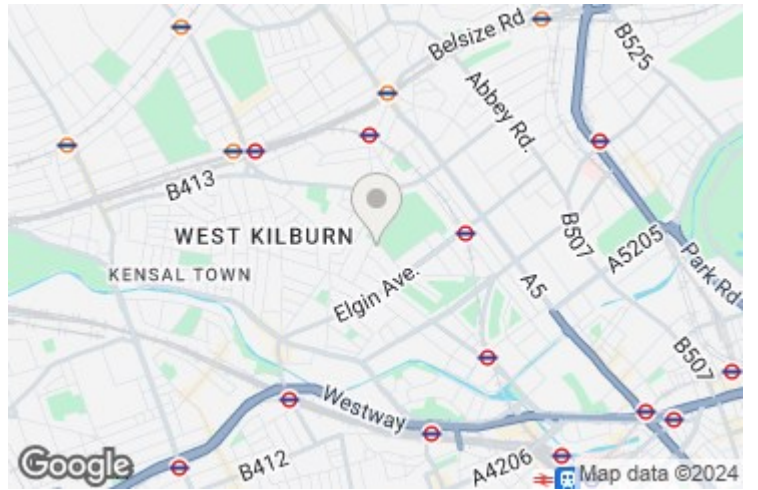 Belsize Rd
B525
Abbey Rd.
B413
WEST KILBURN
B507
A5205
KENSAL TOWN
Elgin Ave.
A5
Park Rd
B507
Westway
Google
B412
A4206
Map data ©2024